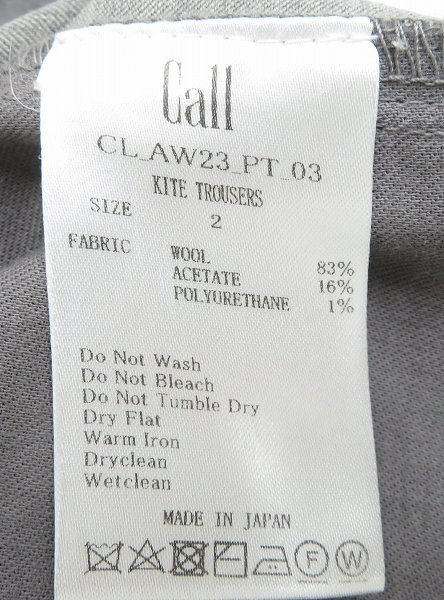 Call
CL_AW23_PT_03
KITE TROUSERS
SIZE 2
FABRIC WOOL 83%
ACETATE 16%
POLYURETHANE 1%
Do Not Wash
Do Not Bleach
Do Not Tumble Dry
Dry Flat
Warm Iron
Dryclean
Wetclean
MADE IN JAPAN
F W